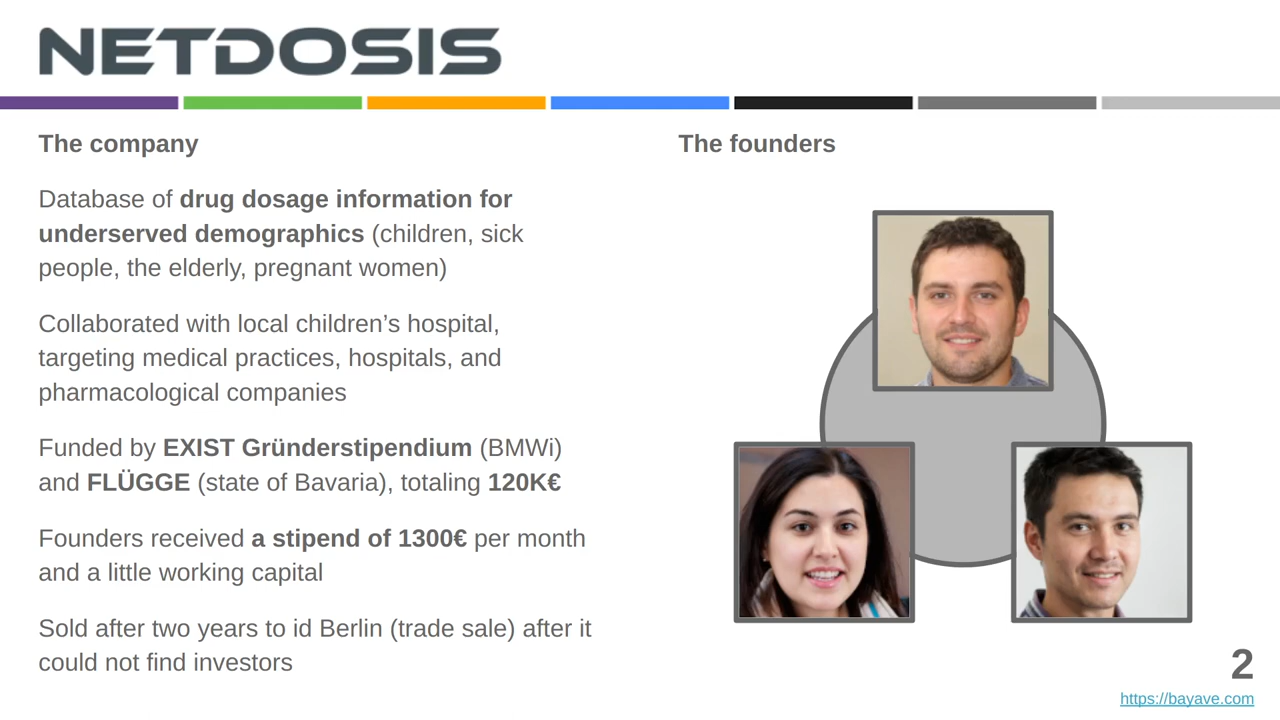 NETDOSIS
The company
Database of drug dosage information for
underserved demographics (children, sick
people, the elderly, pregnant women)
Collaborated with local children’s hospital,
targeting medical practices, hospitals, and
pharmacological companies
Funded by EXIST Gründerstipendium (BMWi)
and FLÜGGE (state of Bavaria), totaling 120K€
Founders received a stipend of 1300€ per month
and a little working capital
Sold after two years to id Berlin (trade sale) after it
could not find investors
The founders
2
https://bayave.com